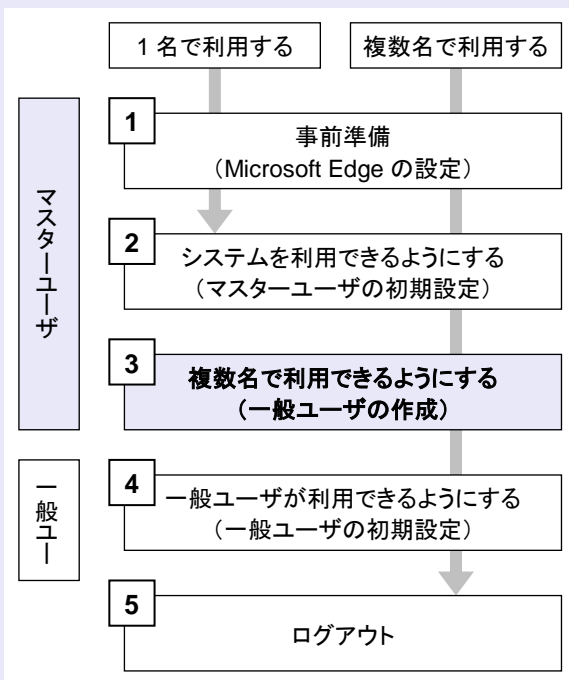 1 名で利用する
複数名で利用する
マスターユーザ
1
事前準備
（Microsoft Edge の設定）
2
システムを利用できるようにする
（マスターユーザの初期設定）
3
複数名で利用できるようにする
（一般ユーザの作成）
一般ユー
4
一般ユーザが利用できるようにする
（一般ユーザの初期設定）
5
ログアウト